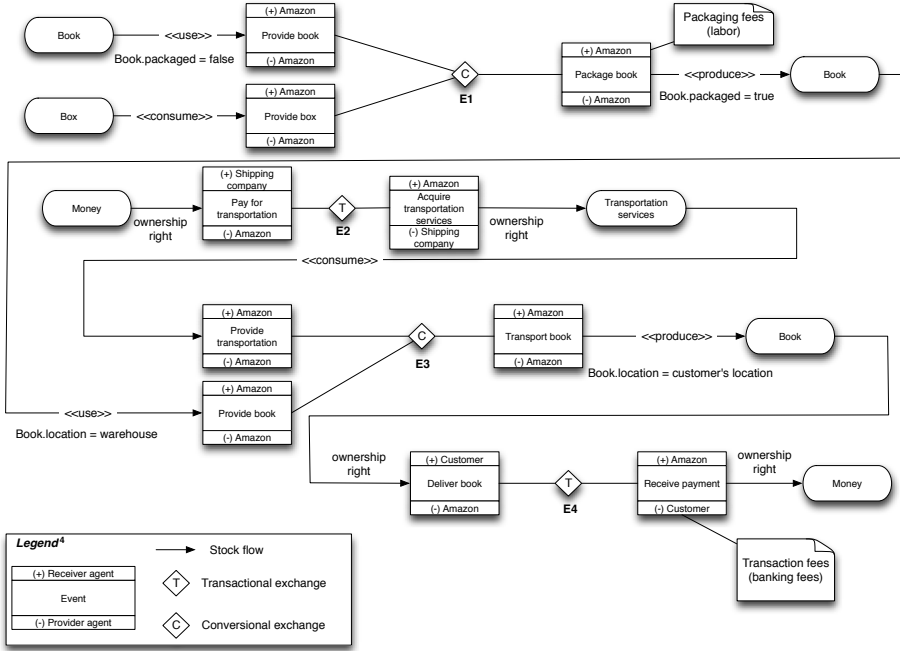 Book
<<use>>
Book.packaged = false
(+) Amazon
Provide book
(-) Amazon
Box
<<consume>>
(+) Amazon
Provide box
(-) Amazon
C
E1
(+) Amazon
Package book
(-) Amazon
Packaging fees
(labor)
<<produce>>
Book.packaged = true
Book
Money
ownership
right
(+) Shipping
company
Pay for
transportation
(-) Amazon
T
E2
(+) Amazon
Acquire
transportation
services
(-) Shipping
company
ownership
right
Transportation
services
<<consume>>
(+) Amazon
Provide
transportation
(-) Amazon
C
E3
(+) Amazon
Transport book
(-) Amazon
<<produce>>
Book.location = customer's location
Book
<<use>>
Book.location = warehouse
(+) Amazon
Provide book
(-) Amazon
ownership
right
(+) Customer
Deliver book
(-) Amazon
T
E4
(+) Amazon
Receive payment
(-) Customer
ownership
right
Money
Transaction fees
(banking fees)
Legend4
(+) Receiver agent
Event
(-) Provider agent
Stock flow
T
Transactional exchange
C
Conversional exchange